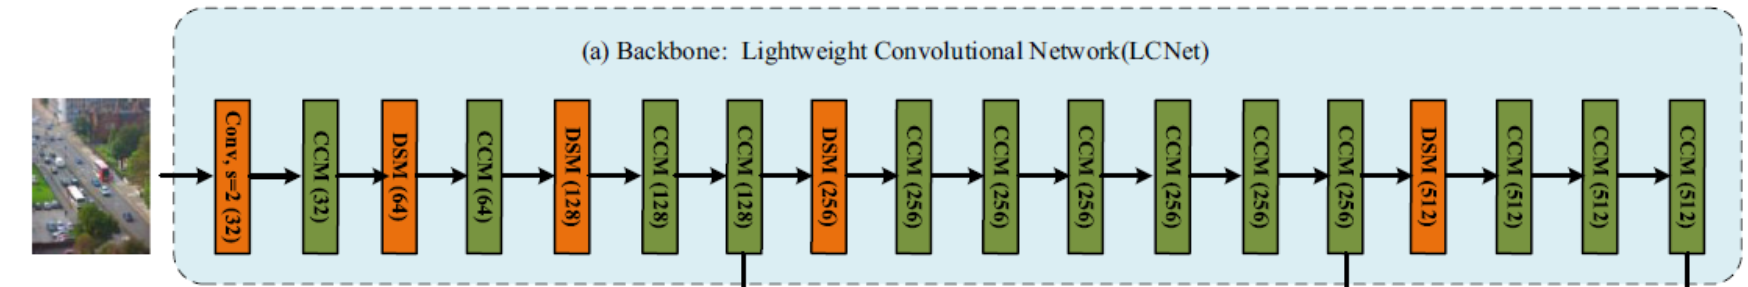 (a) Backbone:  Lightweight Convolutional Network(LCNet)
Conv, s=2 (32)
CCM (32)
DSM (64)
CCM (64)
DSM (128)
CCM (128)
CCM (128)
DSM (256)
CCM (256)
CCM (256)
CCM (256)
CCM (256)
CCM (256)
CCM (256)
DSM (512)
CCM (512)
CCM (512)
CCM (512)